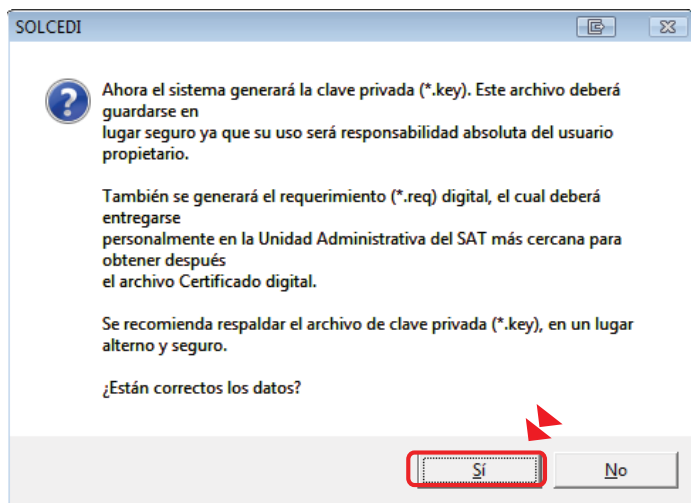 SOLCEDI
Ahora el sistema generará la clave privada (*.key). Este archivo deberá
guardarse en
lugar seguro ya que su uso será responsabilidad absoluta del usuario
propietario.
También se generará el requerimiento (*.req) digital, el cual deberá
entregarse
personalmente en la Unidad Administrativa del SAT más cercana para
obtener después
el archivo Certificado digital.
Se recomienda respaldar el archivo de clave privada (*.key), en un lugar
alterno y seguro.
¿Están correctos los datos?
Sí No